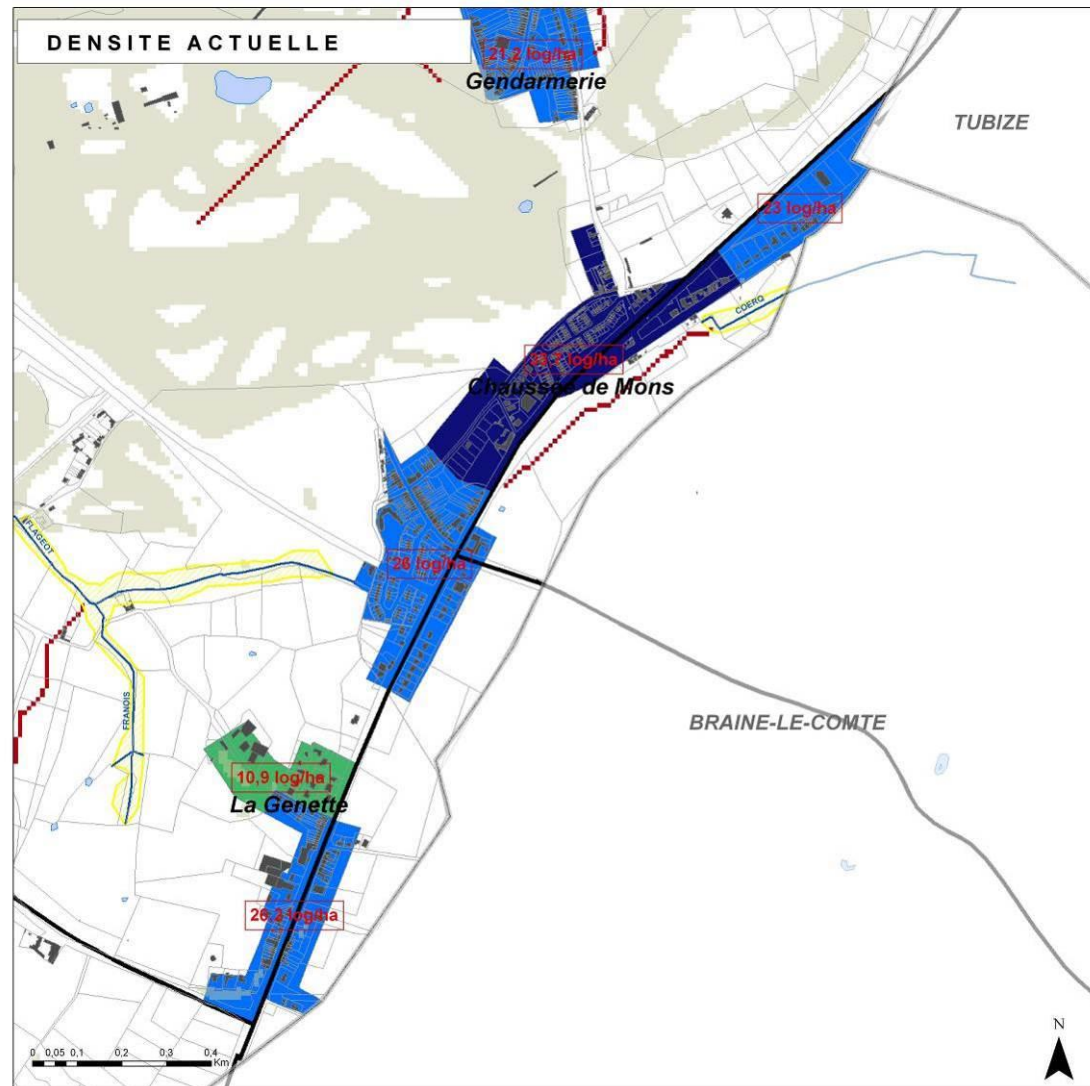 DENSITE ACTUELLE
21,2 log/ha
Gendarmerie
TUBIZE
23 log/ha
COERQ
log/ha
Chaussée de Mons
FLAGEOT
26 log/ha
FRANOIS
BRAINE-LE-COMTE
10,9 log/ha
La Genette
26,2 log/ha
N
0 0,05 0,1 0,2 0,3 0,4
Km